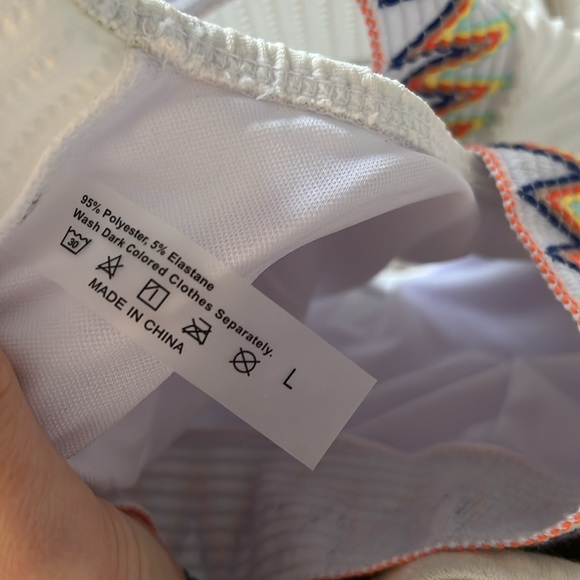 95% Polyester, 5% Elastane
Wash Dark Colored Clothes Separately.
30
MADE IN CHINA
L